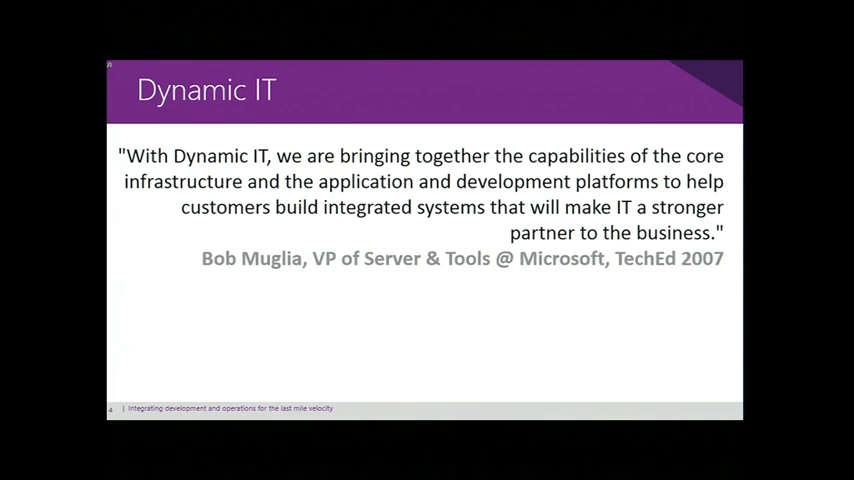 Dynamic IT
"With Dynamic IT, we are bringing together the capabilities of the core
infrastructure and the application and development platforms to help
customers build integrated systems that will make IT a stronger
partner to the business."
Bob Muglia, VP of Server & Tools @ Microsoft, TechEd 2007
4 | Integrating development and operations for the last mile velocity